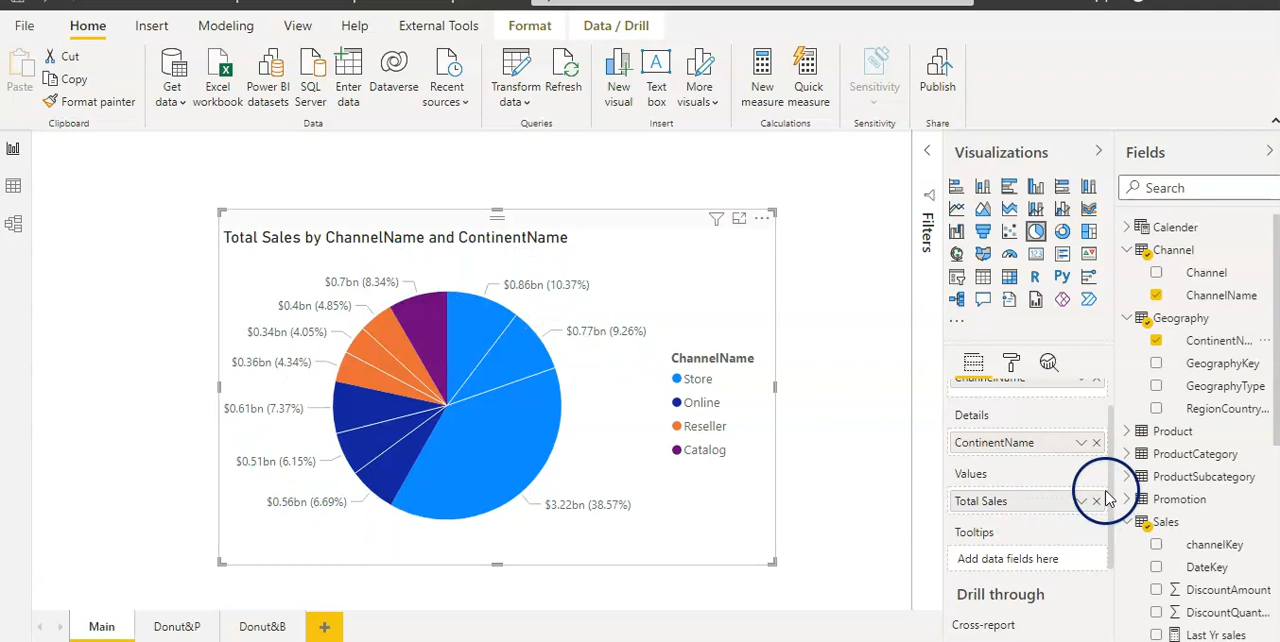 File Home Insert Modeling View Help External Tools Format Data / Drill
Paste
Cut
Copy
Format painter
Clipboard
Get data
Excel workbook
Power BI datasets
SQL Server
Enter data
Dataverse
Recent sources
Data
Transform data
Refresh
Queries
New visual
Text box
More visuals
Insert
New measure
Quick measure
Calculations
Sensitivity
Sensitivity
Publish
Share
Total Sales by ChannelName and ContinentName
$0.7bn (8.34%)
$0.86bn (10.37%)
$0.4bn (4.85%)
$0.34bn (4.05%)
$0.77bn (9.26%)
$0.36bn (4.34%)
$0.61bn (7.37%)
$0.51bn (6.15%)
$0.56bn (6.69%)
$3.22bn (38.57%)
ChannelName
Store
Online
Reseller
Catalog
Filters
Visualizations
R
Py
ChannelName
Details
ContinentName
Values
Total Sales
Tooltips
Add data fields here
Drill through
Cross-report
Fields
Search
Calender
Channel
Channel
ChannelName
Geography
ContinentN...
GeographyKey
GeographyType
RegionCountry...
Product
ProductCategory
ProductSubcategory
Promotion
Sales
channelKey
DateKey
DiscountAmount
DiscountQuant...
Last Yr sales
Main
Donut&P
Donut&B